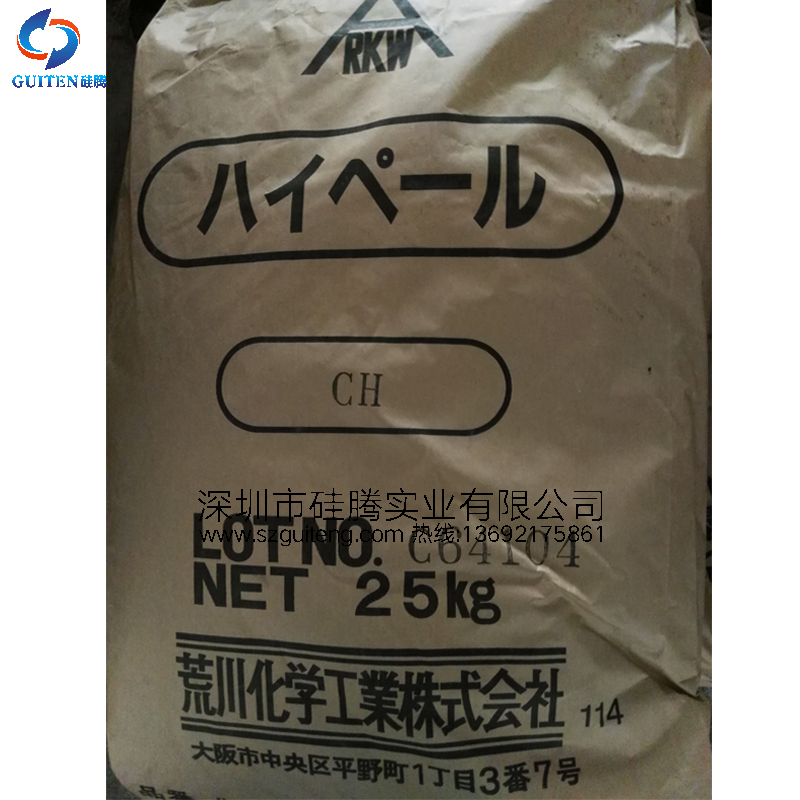 GUITEN硅腾
RKW
ハイペール
CH
深圳市硅腾实业有限公司
www.szguiteng.com 热线:13692175861
LOT NO. C64104
NET 25kg
荒川化学工業株式会社 114
大阪市中央区平野町1丁目3番7号